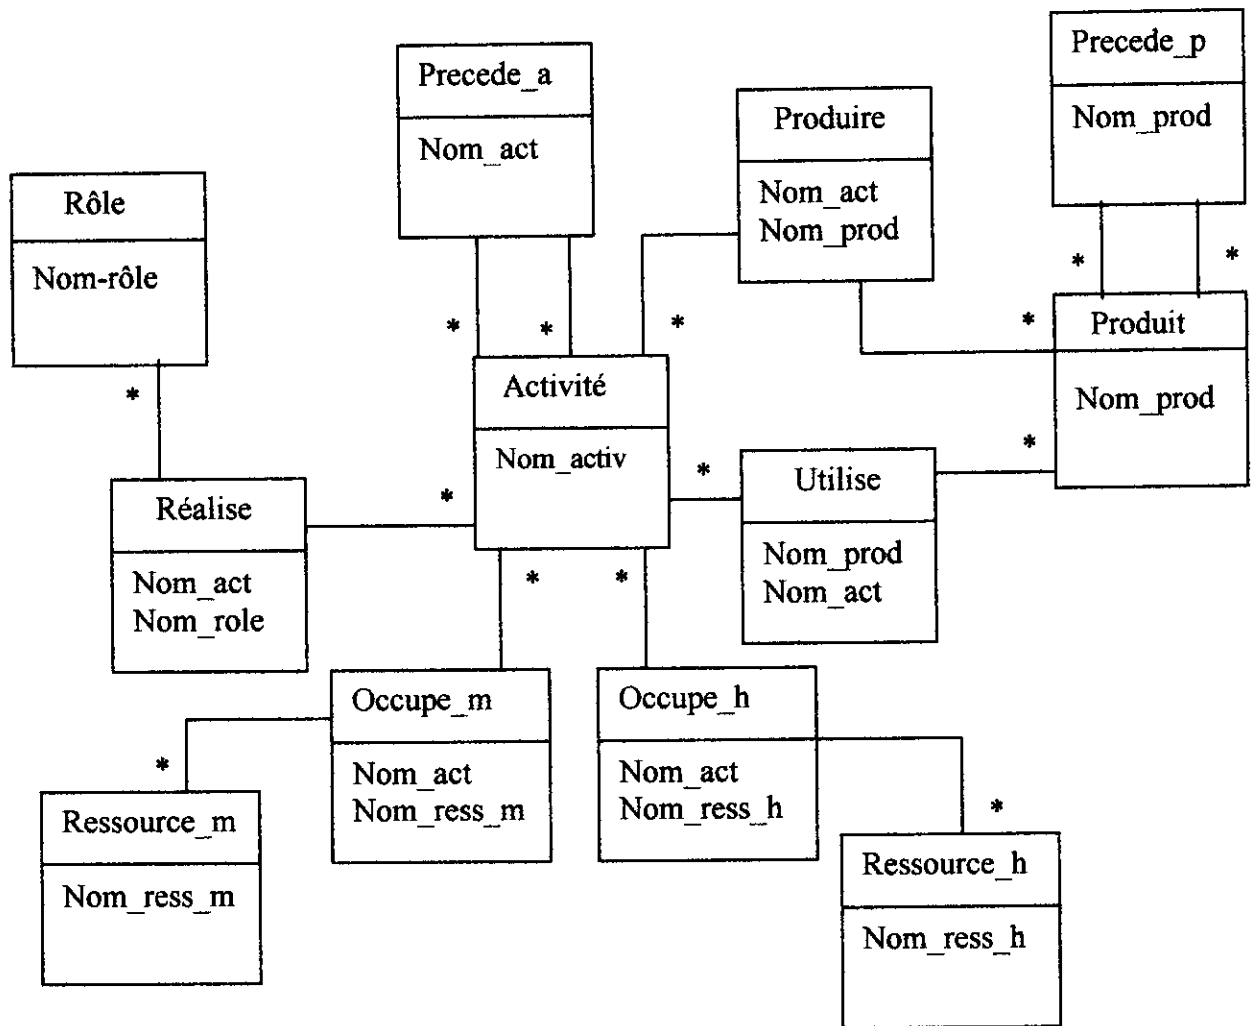 Precede_a
Nom_act
Produire
Nom_act
Nom_prod
Precede_p
Nom_prod
Rôle
Nom-rôle
*
*
*
*
*
*
*
Produit
Nom_prod
Activité
Nom_activ
*
*
*
Utilise
Nom_prod
Nom_act
Réalise
Nom_act
Nom_role
*
*
Occupe_m
Nom_act
Nom_ress_m
Occupe_h
Nom_act
Nom_ress_h
*
*
Ressource_m
Nom_ress_m
Ressource_h
Nom_ress_h